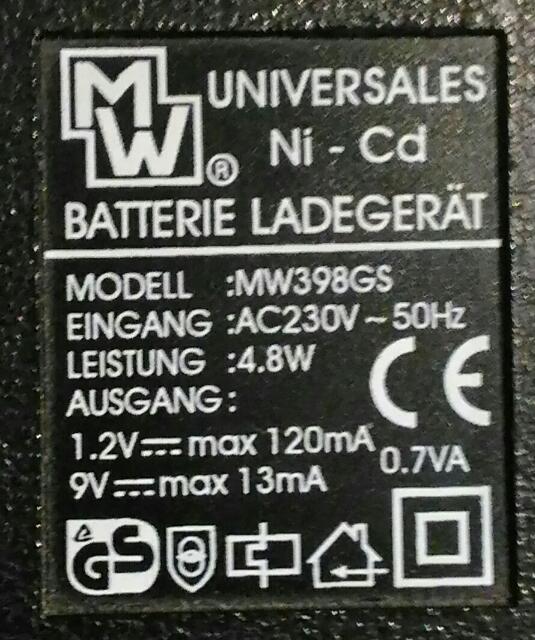 MW® UNIVERSALES
Ni - Cd
BATTERIE LADEGERÄT
MODELL :MW398GS
EINGANG :AC230V ~ 50Hz
LEISTUNG :4.8W
AUSGANG :
1.2V⎓max 120mA
0.7VA
9V⎓max 13mA
CE
GS